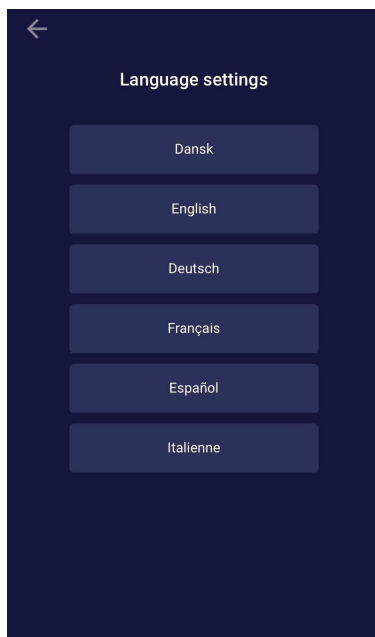 Language settings
Dansk
English
Deutsch
Français
Español
Italienne